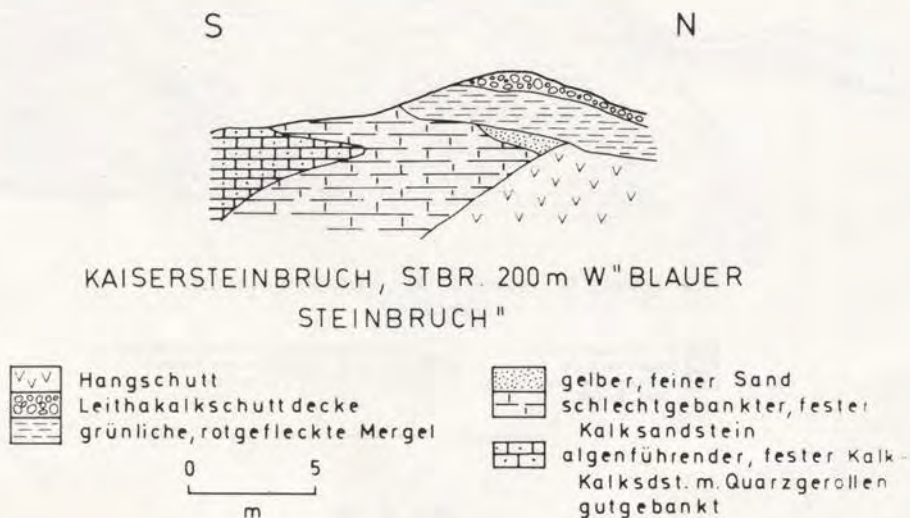 S N
KAISERSTEINBRUCH, STBR. 200m W "BLAUER
STEINBRUCH"
Hangschutt
Leithakalkschuttdecke
grünliche, rotgefleckte Mergel
0 5
m
gelber, feiner Sand
schlechtgebankter, fester
Kalksandstein
algenführender, fester Kalk-
Kalksdst. m. Quarzgerollen
gutgebankt